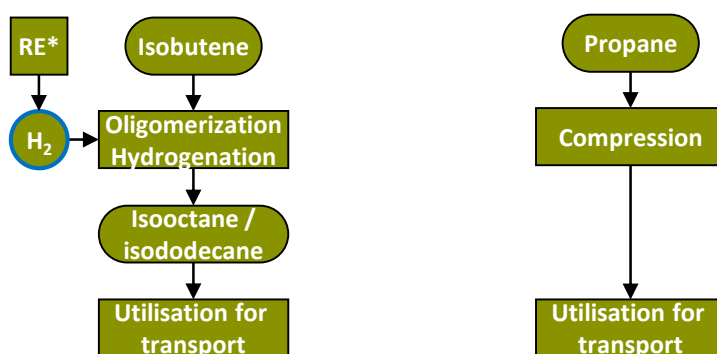 RE*
Isobutene
Propane
H₂
Oligomerization
Hydrogenation
Compression
Isooctane /
isododecane
Utilisation for
transport
Utilisation for
transport